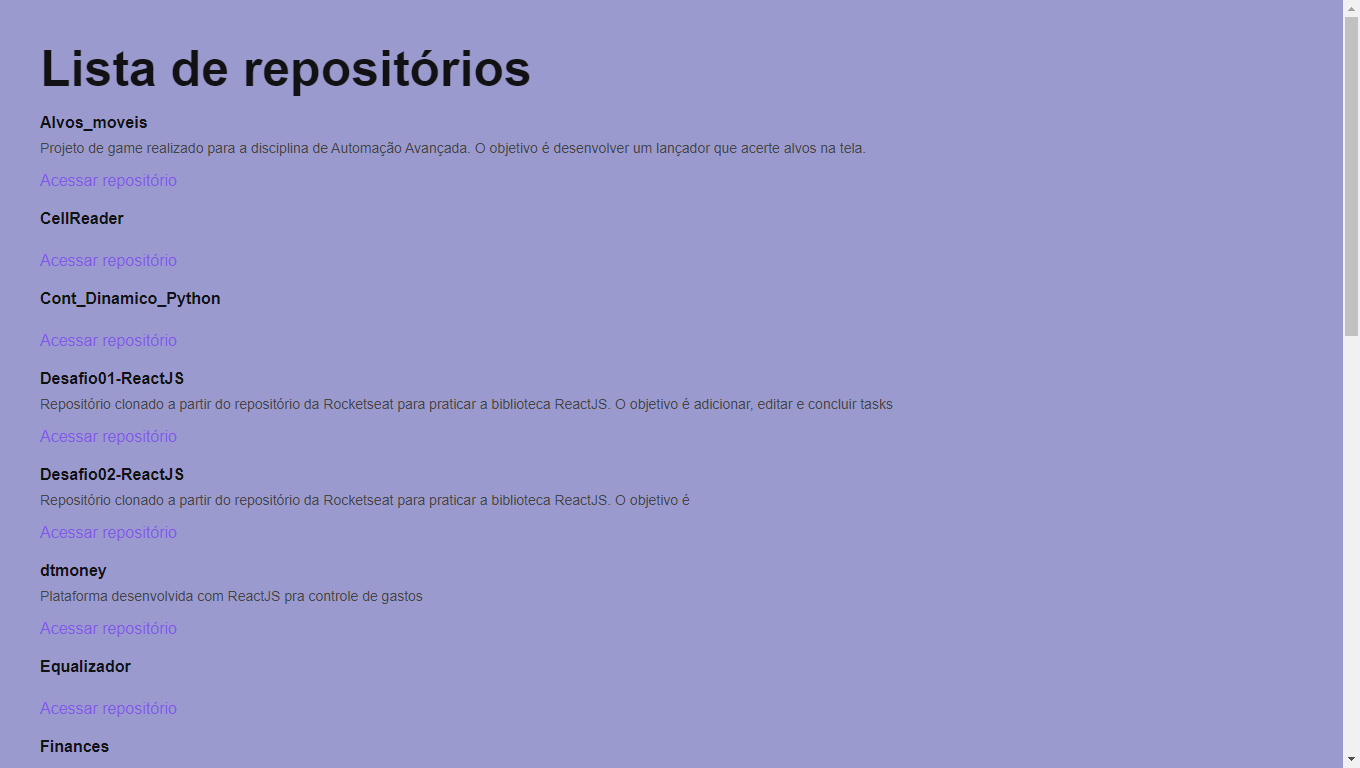 Lista de repositórios
Alvos_moveis
Projeto de game realizado para a disciplina de Automação Avançada. O objetivo é desenvolver um lançador que acerte alvos na tela.
Acessar repositório
CellReader
Acessar repositório
Cont_Dinamico_Python
Acessar repositório
Desafio01-ReactJS
Repositório clonado a partir do repositório da Rocketseat para praticar a biblioteca ReactJS. O objetivo é adicionar, editar e concluir tasks
Acessar repositório
Desafio02-ReactJS
Repositório clonado a partir do repositório da Rocketseat para praticar a biblioteca ReactJS. O objetivo é
Acessar repositório
dtmoney
Plataforma desenvolvida com ReactJS pra controle de gastos
Acessar repositório
Equalizador
Acessar repositório
Finances